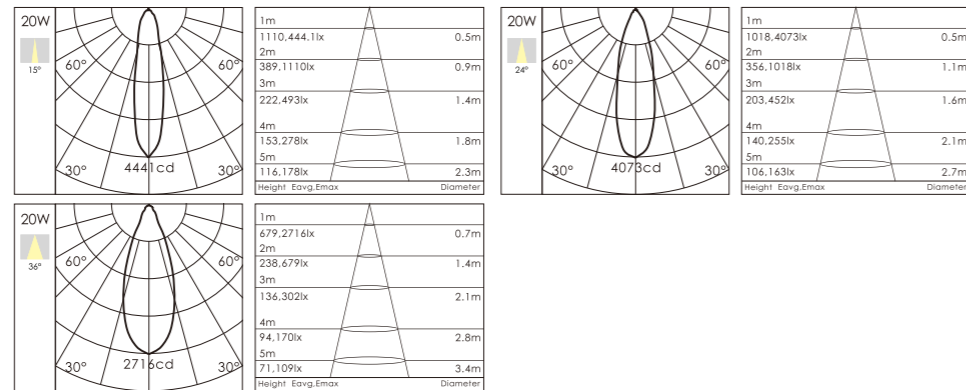 20W
15°
60° 60°
30° 4441cd 30°
1m
1110,444.1lx 0.5m
2m
389,1110lx 0.9m
3m
222,493lx 1.4m
4m
153,278lx 1.8m
5m
116,178lx 2.3m
Height Eavg,Emax Diameter
20W
24°
60° 60°
30° 4073cd 30°
1m
1018,4073lx 0.5m
2m
356,1018lx 1.1m
3m
203,452lx 1.6m
4m
140,255lx 2.1m
5m
106,163lx 2.7m
Height Eavg,Emax Diameter
20W
36°
60° 60°
30° 2716cd 30°
1m
679,2716lx 0.7m
2m
238,679lx 1.4m
3m
136,302lx 2.1m
4m
94,170lx 2.8m
5m
71,109lx 3.4m
Height Eavg,Emax Diameter